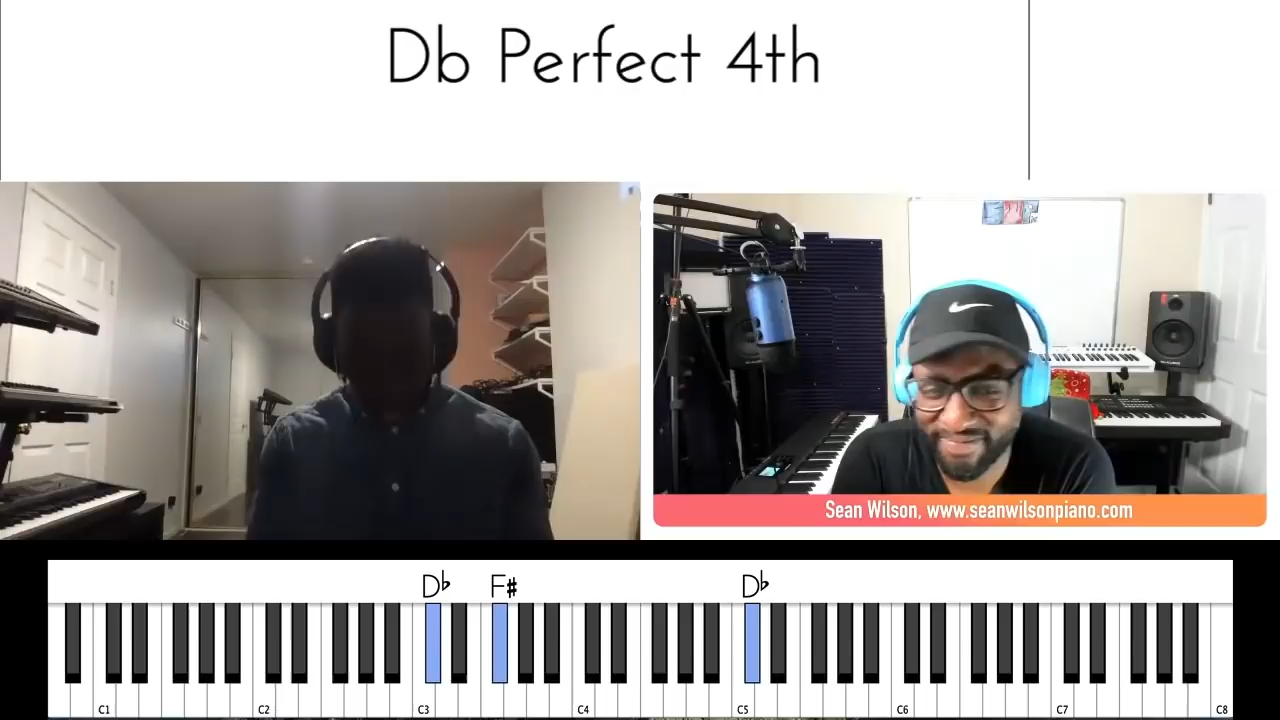 Db Perfect 4th
Sean Wilson, www.seanwilsonpiano.com
D♭ F♯ D♭
C1 C2 C3 C4 C5 C6 C7 C8